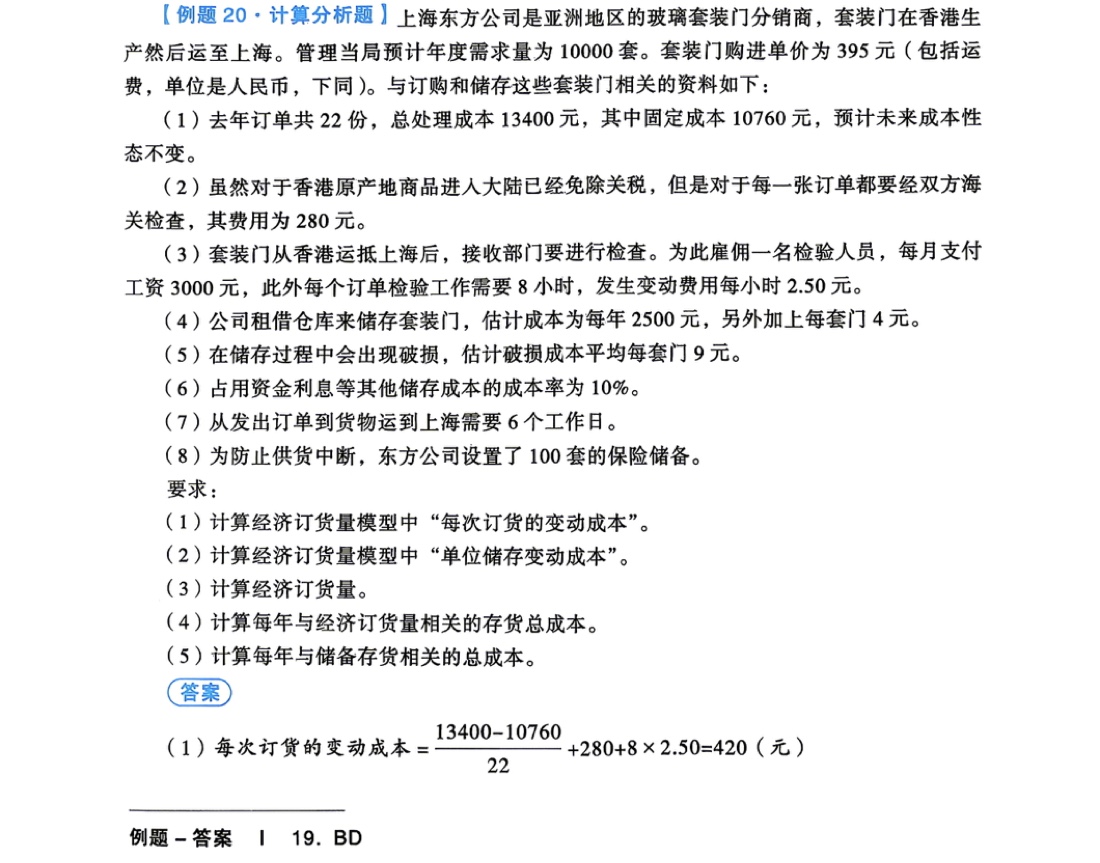 【例题 20·计算分析题】上海东方公司是亚洲地区的玻璃套装门分销商，套装门在香港生
产然后运至上海。管理当局预计年度需求量为 10000 套。套装门购进单价为 395 元（包括运
费，单位是人民币，下同）。与订购和储存这些套装门相关的资料如下：
（1）去年订单共 22 份，总处理成本 13400 元，其中固定成本 10760 元，预计未来成本性
态不变。
（2）虽然对于香港原产地商品进入大陆已经免除关税，但是对于每一张订单都要经双方海
关检查，其费用为 280 元。
（3）套装门从香港运抵上海后，接收部门要进行检查。为此雇佣一名检验人员，每月支付
工资 3000 元，此外每个订单检验工作需要 8 小时，发生变动费用每小时 2.50 元。
（4）公司租借仓库来储存套装门，估计成本为每年 2500 元，另外加上每套门 4 元。
（5）在储存过程中会出现破损，估计破损成本平均每套门 9 元。
（6）占用资金利息等其他储存成本的成本率为 10%。
（7）从发出订单到货物运到上海需要 6 个工作日。
（8）为防止供货中断，东方公司设置了 100 套的保险储备。
要求：
（1）计算经济订货量模型中“每次订货的变动成本”。
（2）计算经济订货量模型中“单位储存变动成本”。
（3）计算经济订货量。
（4）计算每年与经济订货量相关的存货总成本。
（5）计算每年与储备存货相关的总成本。
答案
（1）每次订货的变动成本 = \frac{13400-10760}{22} +280+8×2.50=420（元）
例题 – 答案 | 19. BD